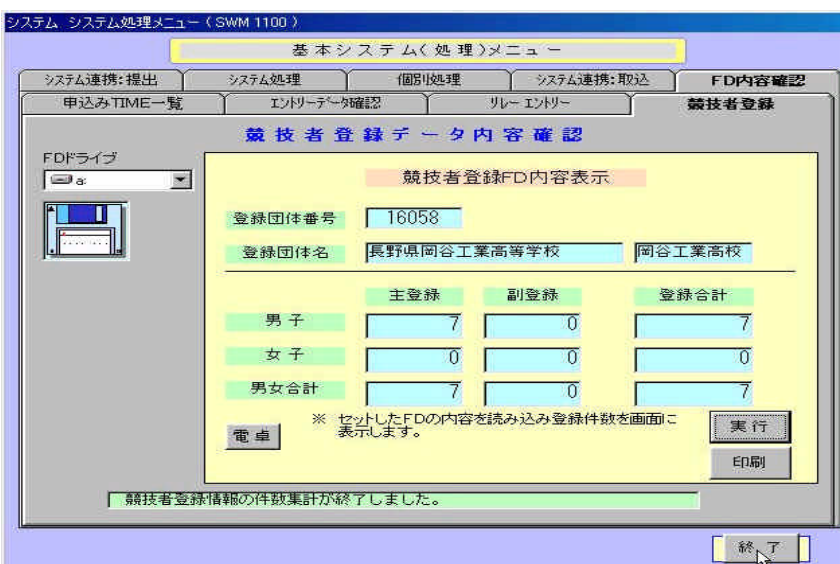 システム システム処理メニュー（SWM 1100）
基本システム(処理)メニュー
システム連携:提出 システム処理 個別処理 システム連携:取込 FD内容確認
申込みTIME一覧 エントリーデータ確認 リレーエントリー 競技者登録
競技者登録データ内容確認
FDドライブ
a:
競技者登録FD内容表示
登録団体番号 16058
登録団体名 長野県岡谷工業高等学校 岡谷工業高校
主登録 副登録 登録合計
男子 7 0 7
女子 0 0 0
男女合計 7 0 7
※ セットしたFDの内容を読み込み登録件数を画面に
表示します。
電卓
実行
印刷
競技者登録情報の件数集計が終了しました。
終了